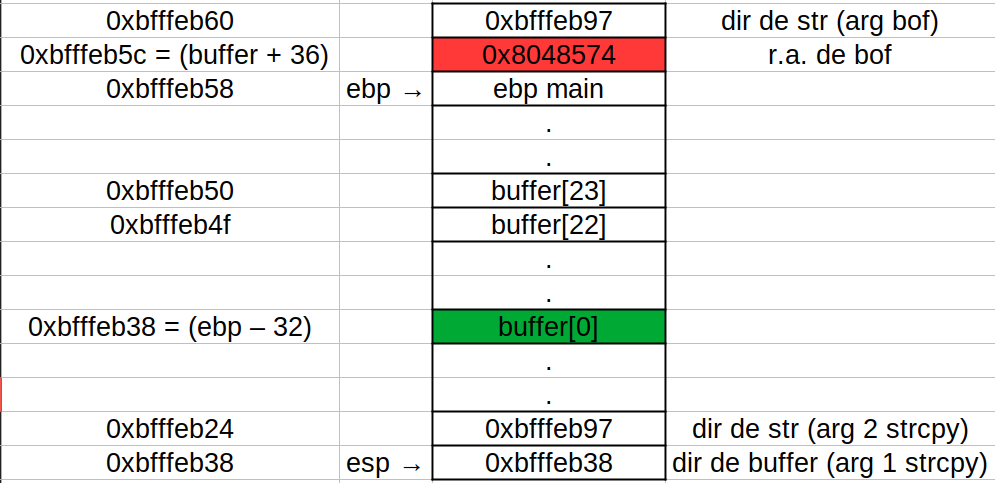 0xbfffeb60 0xbfffeb97 dir de str (arg bof)
0xbfffeb5c = (buffer + 36) 0x8048574 r.a. de bof
0xbfffeb58 ebp → ebp main
.
.
0xbfffeb50 buffer[23]
0xbfffeb4f buffer[22]
.
.
0xbfffeb38 = (ebp – 32) buffer[0]
.
.
0xbfffeb24 0xbfffeb97 dir de str (arg 2 strcpy)
0xbfffeb38 esp → 0xbfffeb38 dir de buffer (arg 1 strcpy)